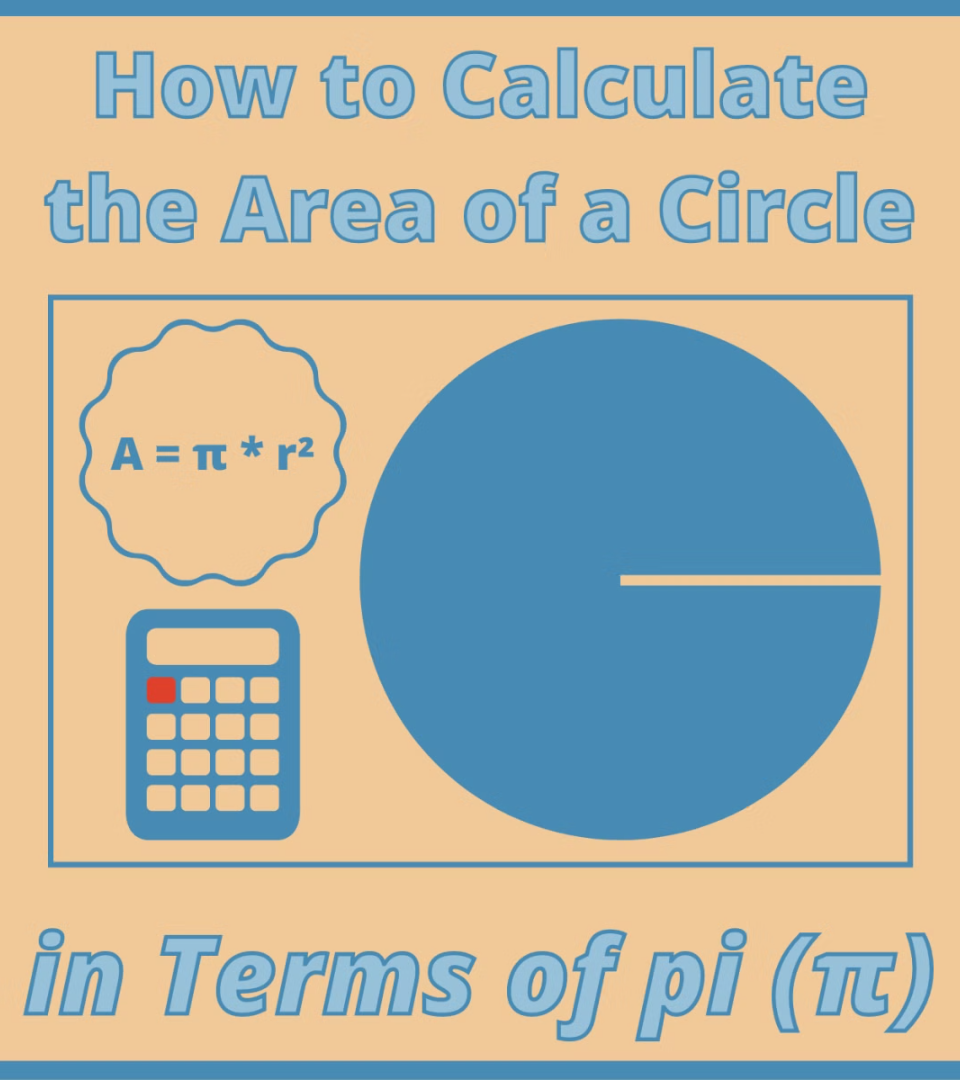 How to Calculate
the Area of a Circle
A = π * r²
in Terms of pi (π)